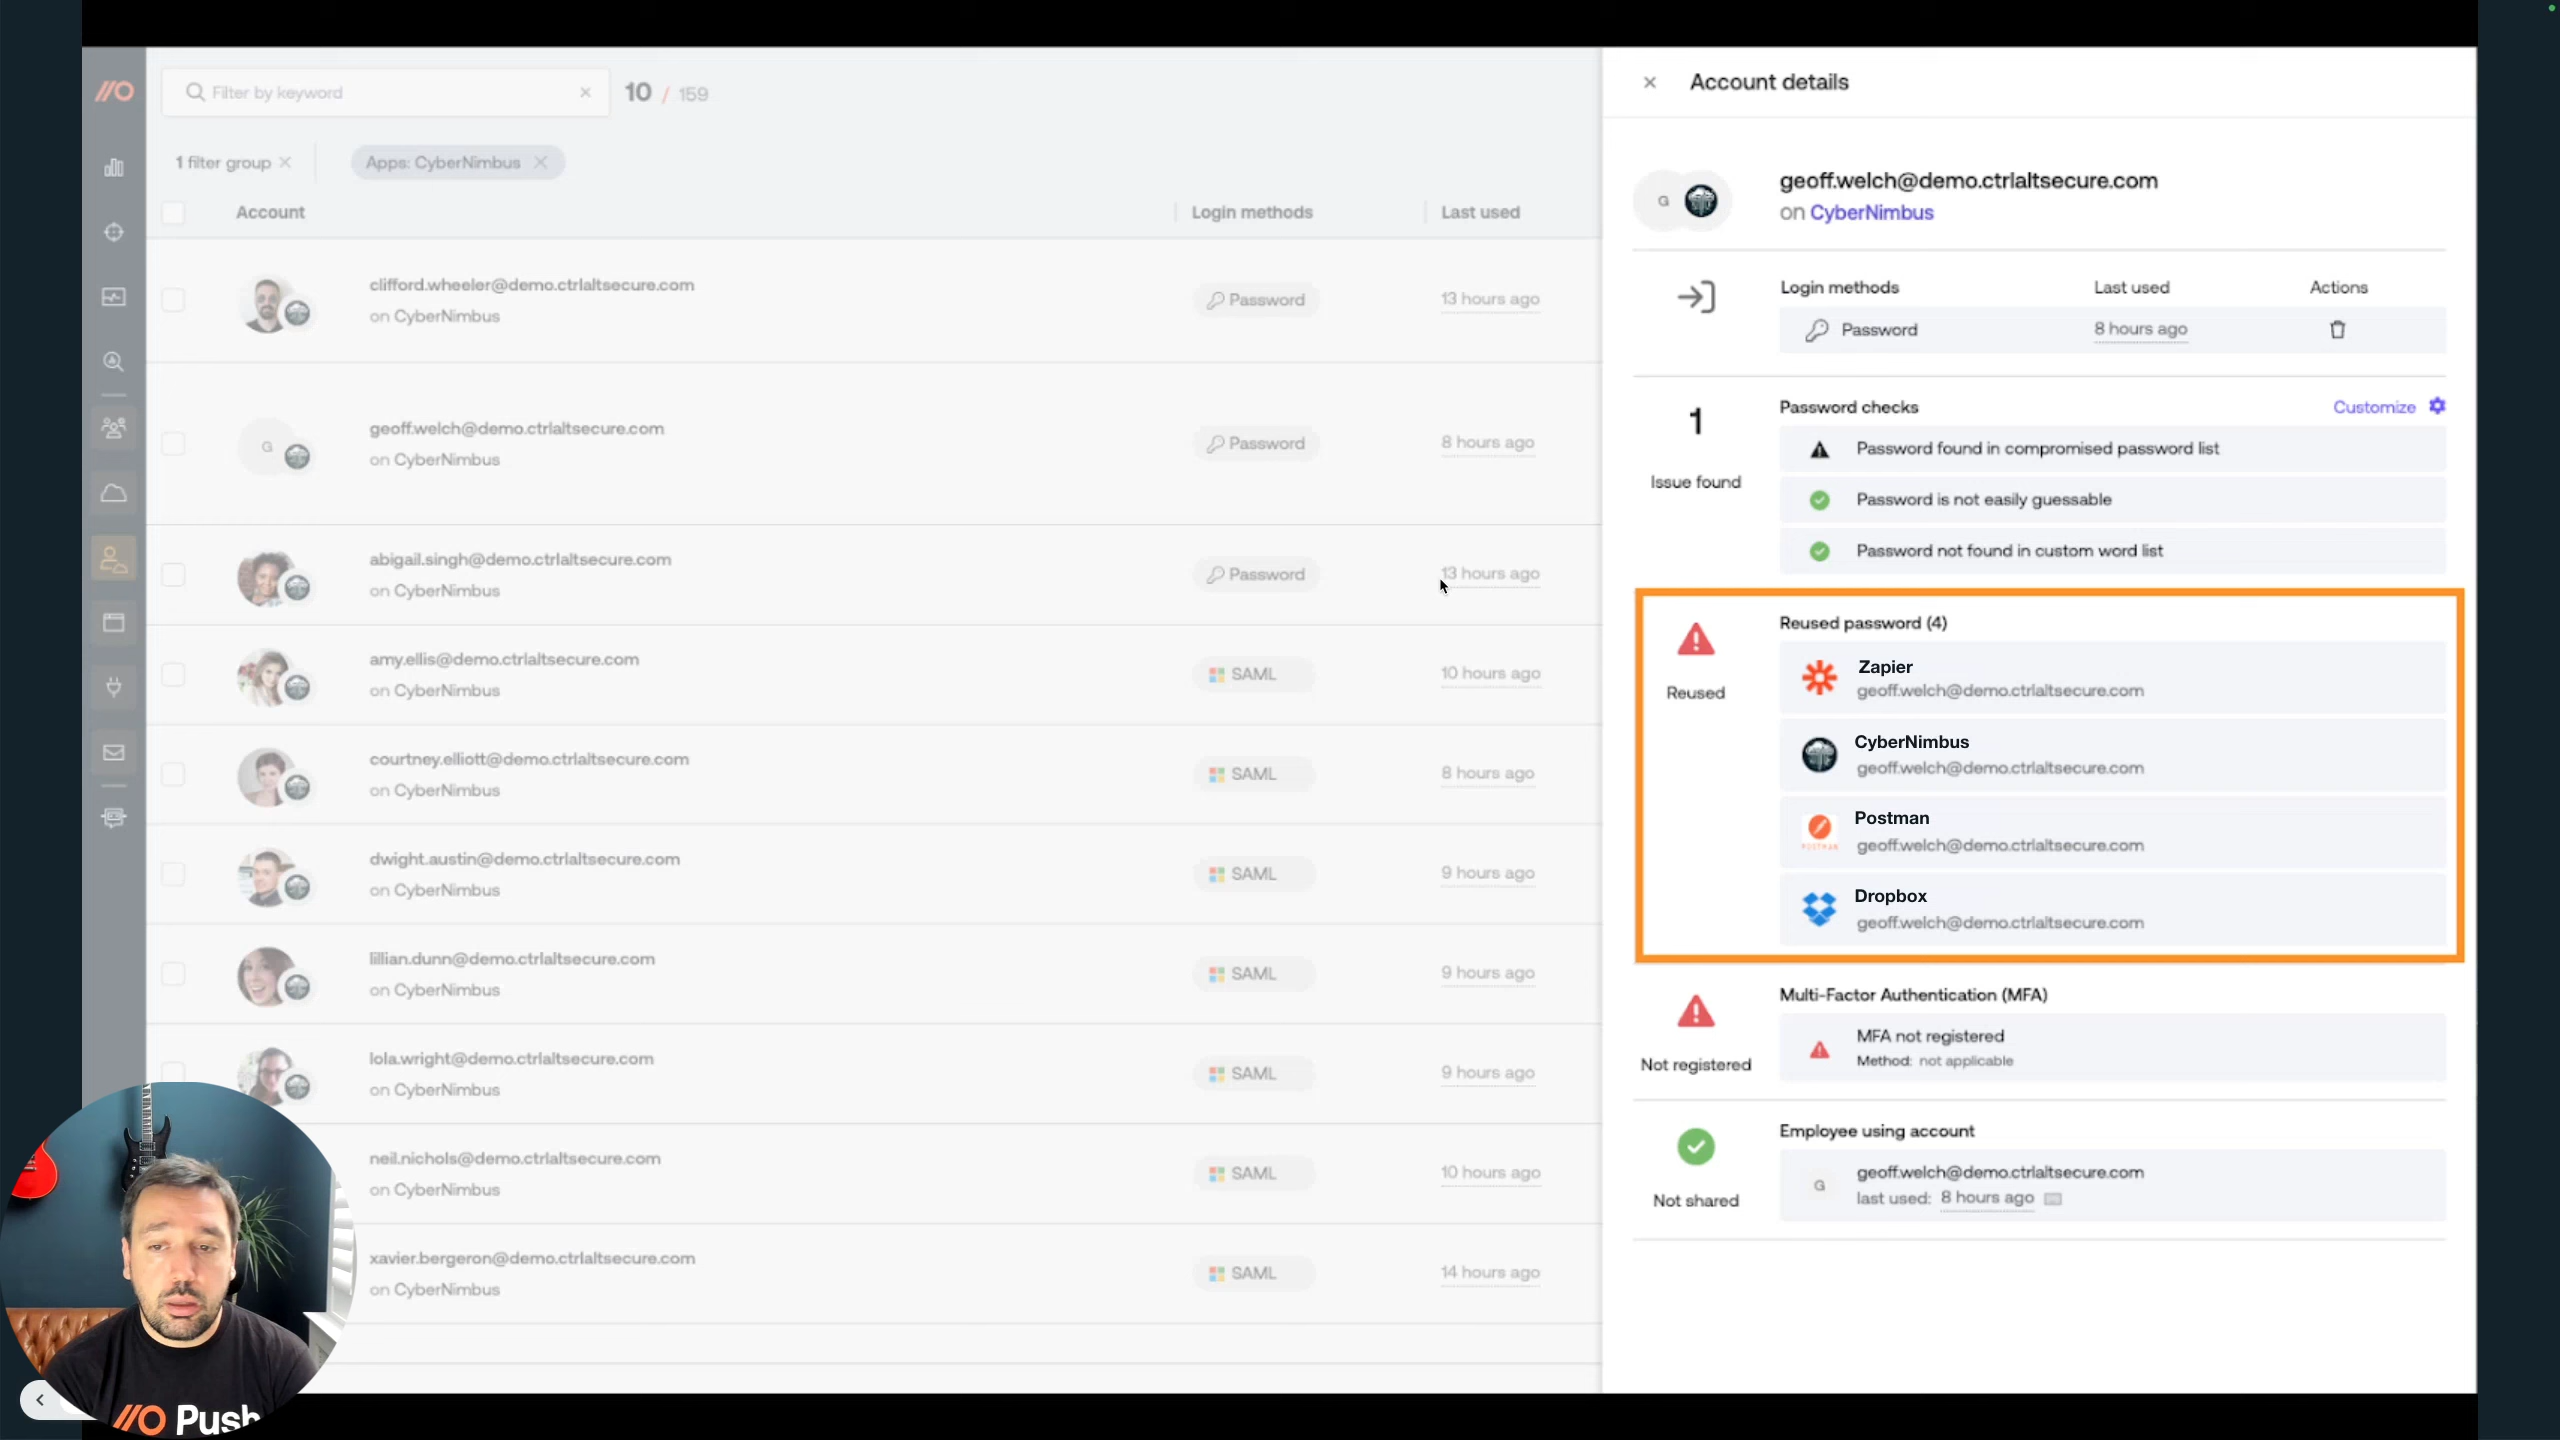 Filter by keyword
10 / 159
1 filter group
Apps: CyberNimbus
Account
Login methods
Last used
clifford.wheeler@demo.ctrlaltsecure.com
on CyberNimbus
Password
13 hours ago
geoff.welch@demo.ctrlaltsecure.com
on CyberNimbus
G
Password
8 hours ago
abigail.singh@demo.ctrlaltsecure.com
on CyberNimbus
Password
13 hours ago
amy.ellis@demo.ctrlaltsecure.com
on CyberNimbus
SAML
10 hours ago
courtney.elliott@demo.ctrlaltsecure.com
on CyberNimbus
SAML
8 hours ago
dwight.austin@demo.ctrlaltsecure.com
on CyberNimbus
SAML
9 hours ago
lillian.dunn@demo.ctrlaltsecure.com
on CyberNimbus
SAML
9 hours ago
lola.wright@demo.ctrlaltsecure.com
on CyberNimbus
SAML
9 hours ago
neil.nichols@demo.ctrlaltsecure.com
on CyberNimbus
SAML
10 hours ago
xavier.bergeron@demo.ctrlaltsecure.com
on CyberNimbus
SAML
14 hours ago
Account details
G
geoff.welch@demo.ctrlaltsecure.com
on CyberNimbus
Login methods
Last used
Actions
Password
8 hours ago
1
Issue found
Password checks
Customize
Password found in compromised password list
Password is not easily guessable
Password not found in custom word list
Reused
Reused password (4)
Zapier
geoff.welch@demo.ctrlaltsecure.com
CyberNimbus
geoff.welch@demo.ctrlaltsecure.com
Postman
POSTMAN
geoff.welch@demo.ctrlaltsecure.com
Dropbox
geoff.welch@demo.ctrlaltsecure.com
Not registered
Multi-Factor Authentication (MFA)
MFA not registered
Method: not applicable
Not shared
Employee using account
G
geoff.welch@demo.ctrlaltsecure.com
last used: 8 hours ago
Push